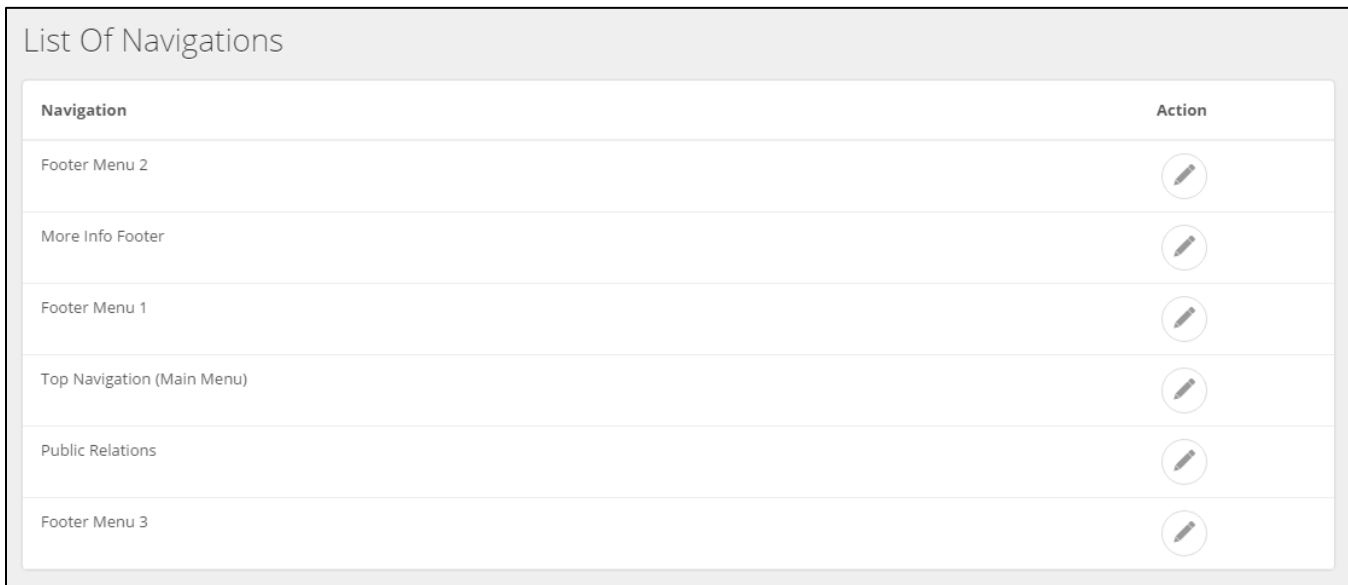 List Of Navigations
Navigation Action
Footer Menu 2
More Info Footer
Footer Menu 1
Top Navigation (Main Menu)
Public Relations
Footer Menu 3